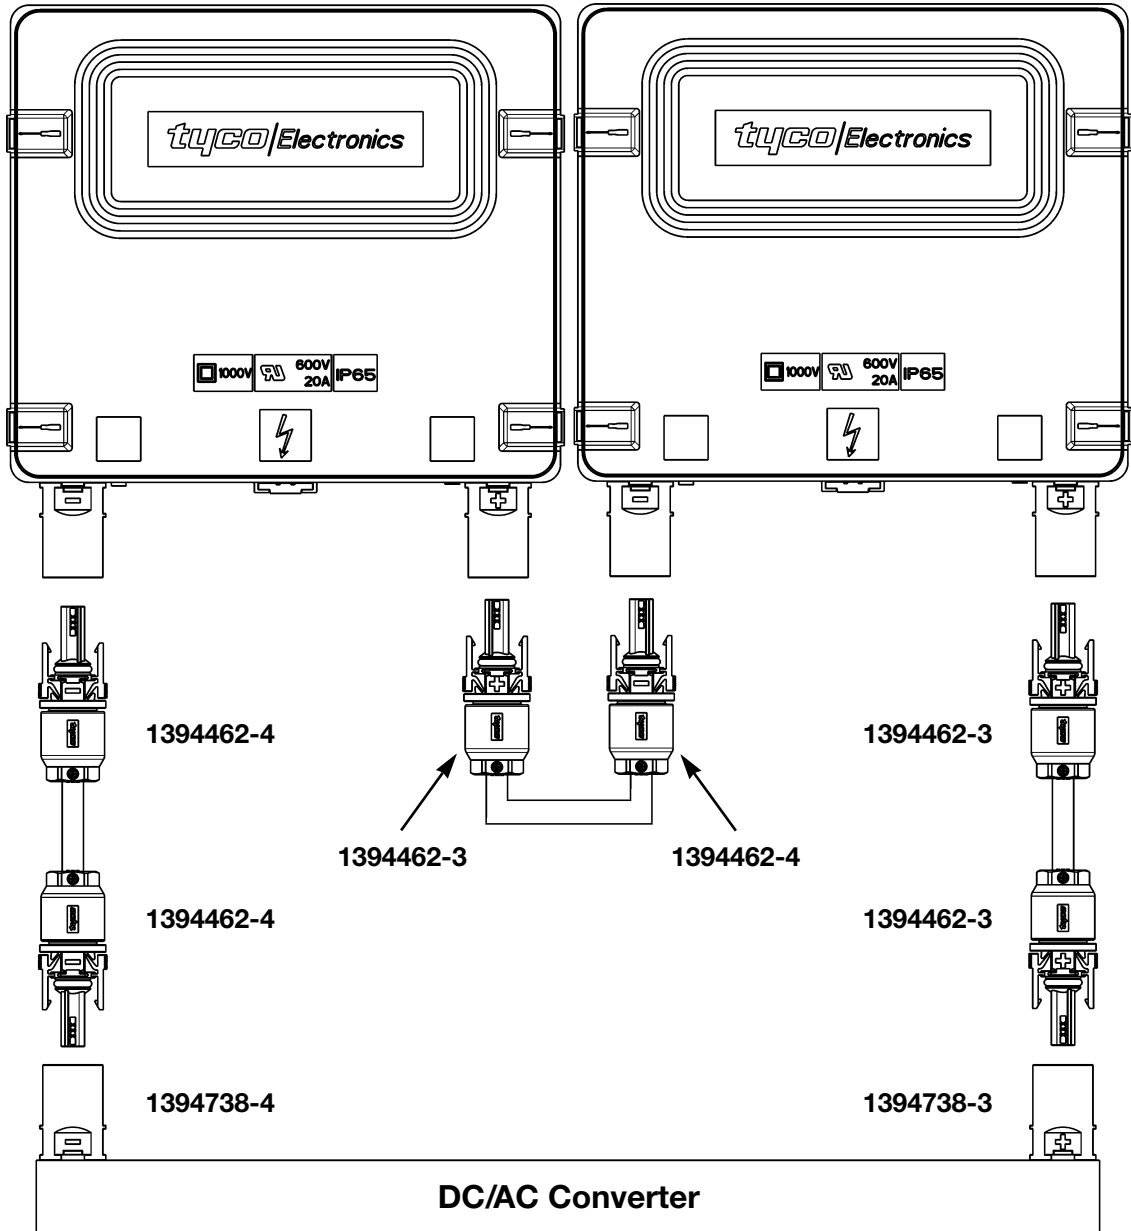 tyco/Electronics
tyco/Electronics
1000V
600V
20A
IP65
1000V
600V
20A
IP65
-
+
-
+
-
+
-
+
1394462-4
1394462-3
1394462-3
1394462-4
1394462-4
1394462-3
-
+
1394738-4
1394738-3
-
+
DC/AC Converter